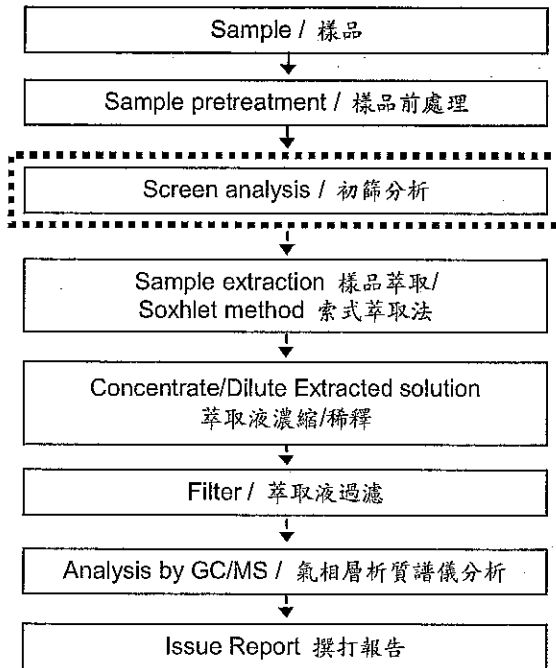 Sample / 樣品
Sample pretreatment / 樣品前處理
Screen analysis / 初篩分析
Sample extraction 樣品萃取/
Soxhlet method 索式萃取法
Concentrate/Dilute Extracted solution
萃取液濃縮/稀釋
Filter / 萃取液過濾
Analysis by GC/MS / 氣相層析質譜儀分析
Issue Report 撰打報告